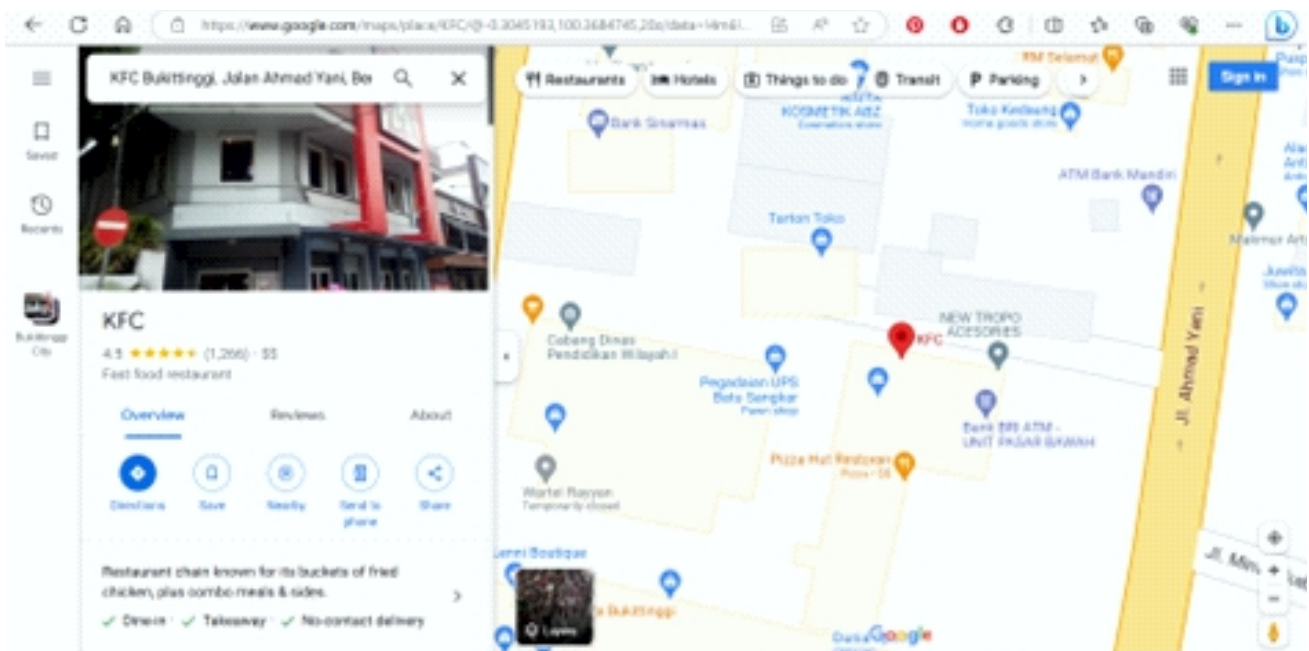 https://www.google.com/maps/place/KFC/@-0.3045193,100.3684745,20z/data=!4m6!...
KFC Bukittinggi, Jalan Ahmad Yani, Ber
Restaurants
Hotels
Things to do
Transit
Parking
Sign in
Saved
Recents
Bukittinggi
City
KFC
4.5 (1,266) · $$
Fast food restaurant
Overview
Reviews
About
Directions
Save
Nearby
Send to
phone
Share
Restaurant chain known for its buckets of fried
chicken, plus combo meals & sides.
Dine-in · Takeaway · No-contact delivery
RM Selamat
KOSMETIK ABZ
Cosmetics store
Bank Sinarmas
Home goods store
ATM Bank Mandiri
Tarton Toko
NEW TROPO
ACESORIES
KFC
Cabang Dinas
Pendidikan Wilayah I
Pegadaian UPS
Batu Sangkar
Pawn shop
Bank BRI ATM -
UNIT PASAR BAWAH
Pizza Hut Restoran
Pizza · $$
Wartel Rayyan
Temporarily closed
Jl. Ahmad Yani
Boutique
Bukittinggi
Layers
Google